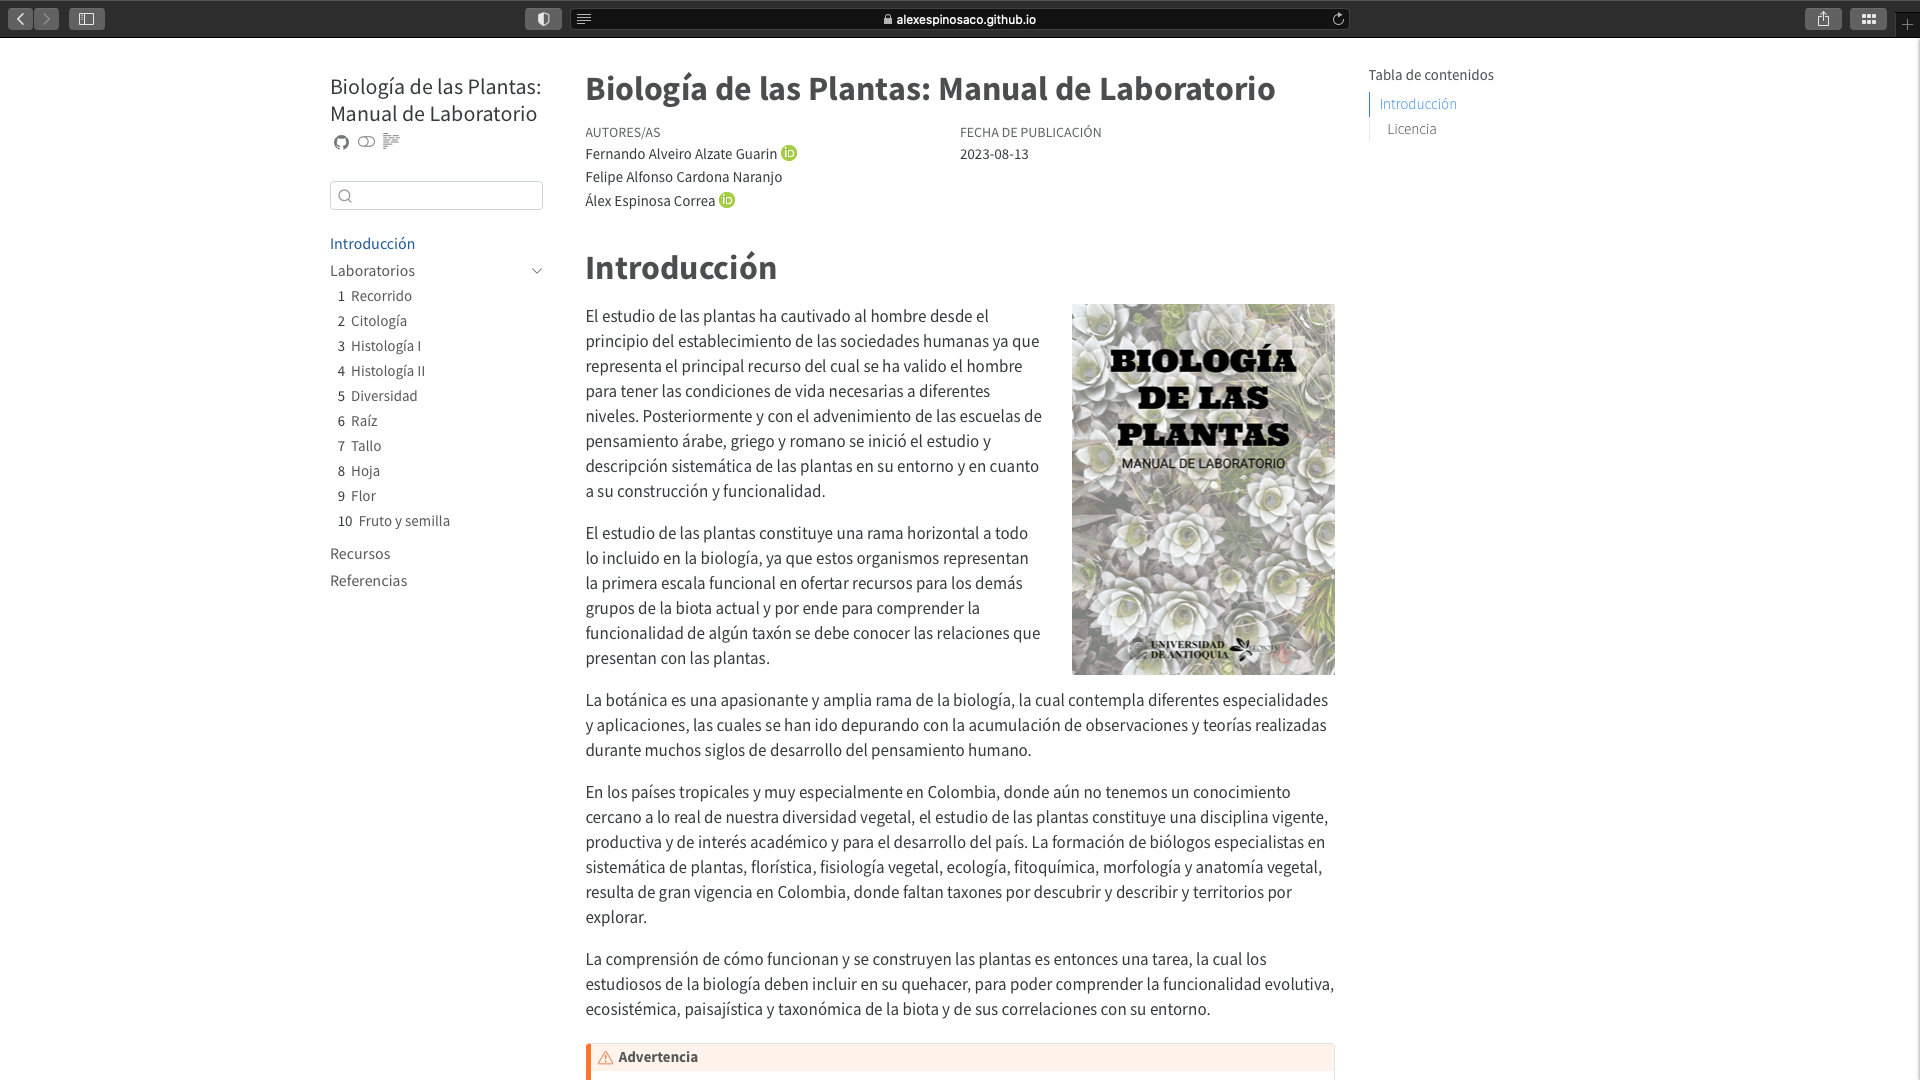 alexespinosaco.github.io
Biología de las Plantas:
Manual de Laboratorio
Introducción
Laboratorios
1 Recorrido
2 Citología
3 Histología I
4 Histología II
5 Diversidad
6 Raíz
7 Tallo
8 Hoja
9 Flor
10 Fruto y semilla
Recursos
Referencias
Biología de las Plantas: Manual de Laboratorio
AUTORES/AS
Fernando Alveiro Alzate Guarin
Felipe Alfonso Cardona Naranjo
Álex Espinosa Correa
FECHA DE PUBLICACIÓN
2023-08-13
Introducción
El estudio de las plantas ha cautivado al hombre desde el
principio del establecimiento de las sociedades humanas ya que
representa el principal recurso del cual se ha valido el hombre
para tener las condiciones de vida necesarias a diferentes
niveles. Posteriormente y con el advenimiento de las escuelas de
pensamiento árabe, griego y romano se inició el estudio y
descripción sistemática de las plantas en su entorno y en cuanto
a su construcción y funcionalidad.
El estudio de las plantas constituye una rama horizontal a todo
lo incluido en la biología, ya que estos organismos representan
la primera escala funcional en ofertar recursos para los demás
grupos de la biota actual y por ende para comprender la
funcionalidad de algún taxón se debe conocer las relaciones que
presentan con las plantas.
BIOLOGÍA
DE LAS
PLANTAS
MANUAL DE LABORATORIO
UNIVERSIDAD
DE ANTIOQUIA
La botánica es una apasionante y amplia rama de la biología, la cual contempla diferentes especialidades
y aplicaciones, las cuales se han ido depurando con la acumulación de observaciones y teorías realizadas
durante muchos siglos de desarrollo del pensamiento humano.
En los países tropicales y muy especialmente en Colombia, donde aún no tenemos un conocimiento
cercano a lo real de nuestra diversidad vegetal, el estudio de las plantas constituye una disciplina vigente,
productiva y de interés académico y para el desarrollo del país. La formación de biólogos especialistas en
sistemática de plantas, florística, fisiología vegetal, ecología, fitoquímica, morfología y anatomía vegetal,
resulta de gran vigencia en Colombia, donde faltan taxones por descubrir y describir y territorios por
explorar.
La comprensión de cómo funcionan y se construyen las plantas es entonces una tarea, la cual los
estudiosos de la biología deben incluir en su quehacer, para poder comprender la funcionalidad evolutiva,
ecosistémica, paisajística y taxonómica de la biota y de sus correlaciones con su entorno.
Advertencia
Tabla de contenidos
Introducción
Licencia